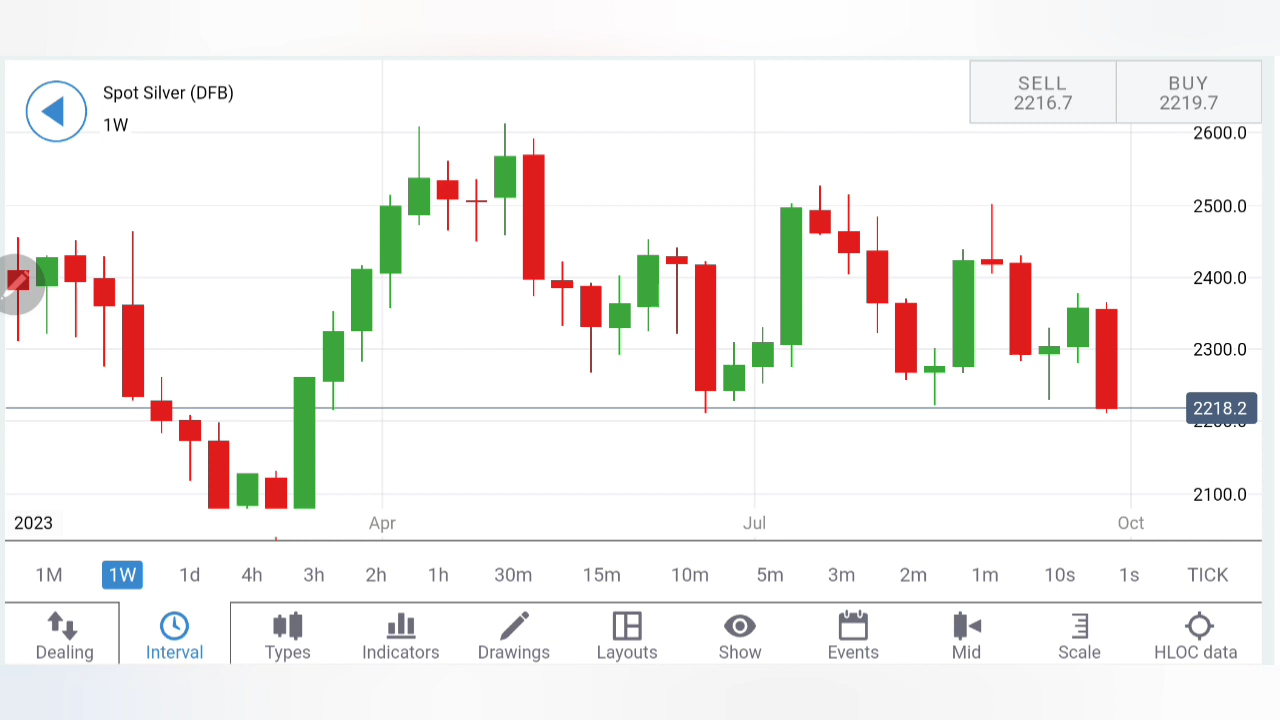 Spot Silver (DFB)
1W
SELL
2216.7
BUY
2219.7
2600.0
2500.0
2400.0
2300.0
2218.2
2200.0
2100.0
2023
Apr
Jul
Oct
1M 1W 1d 4h 3h 2h 1h 30m 15m 10m 5m 3m 2m 1m 10s 1s TICK
Dealing Interval Types Indicators Drawings Layouts Show Events Mid Scale HLOC data